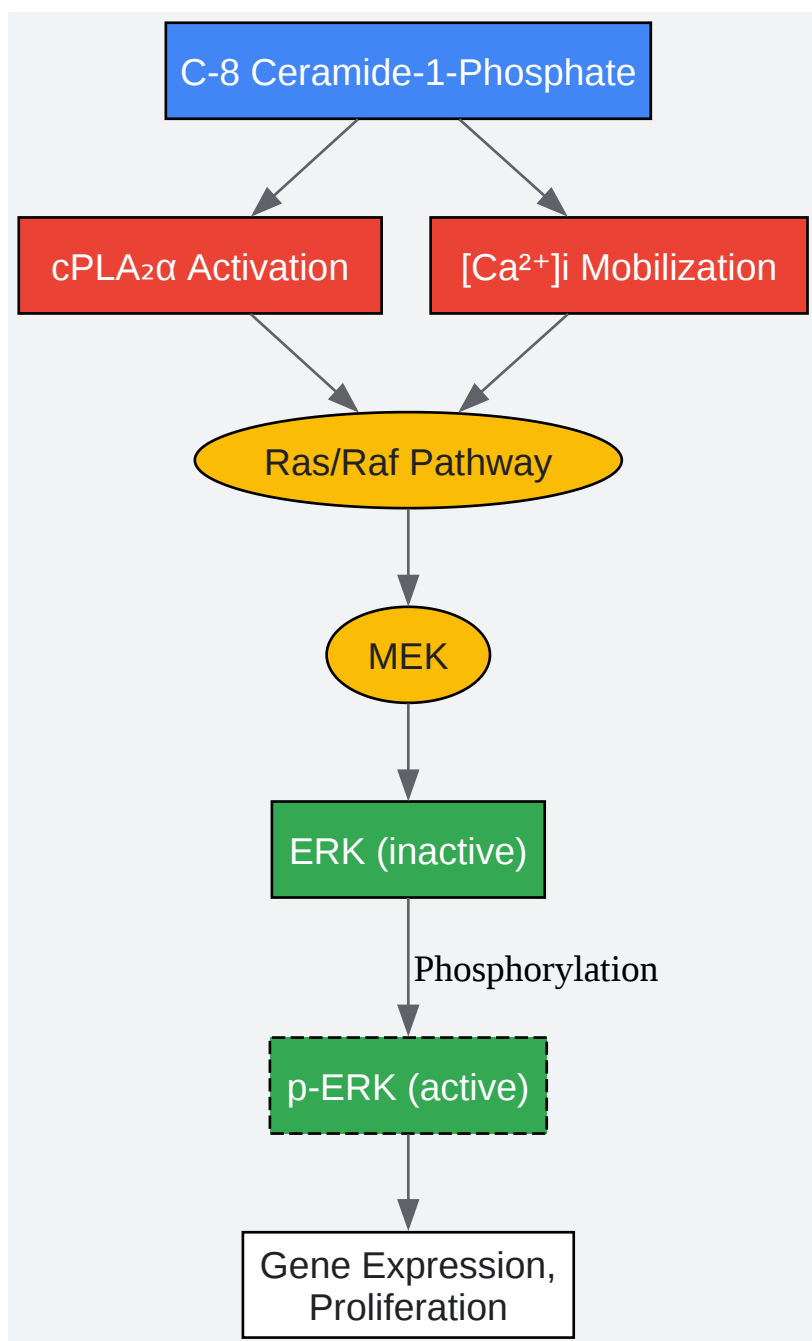 C-8 Ceramide-1-Phosphate
cPLA₂α Activation
[Ca²⁺]i Mobilization
Ras/Raf Pathway
MEK
ERK (inactive)
Phosphorylation
p-ERK (active)
Gene Expression,
Proliferation